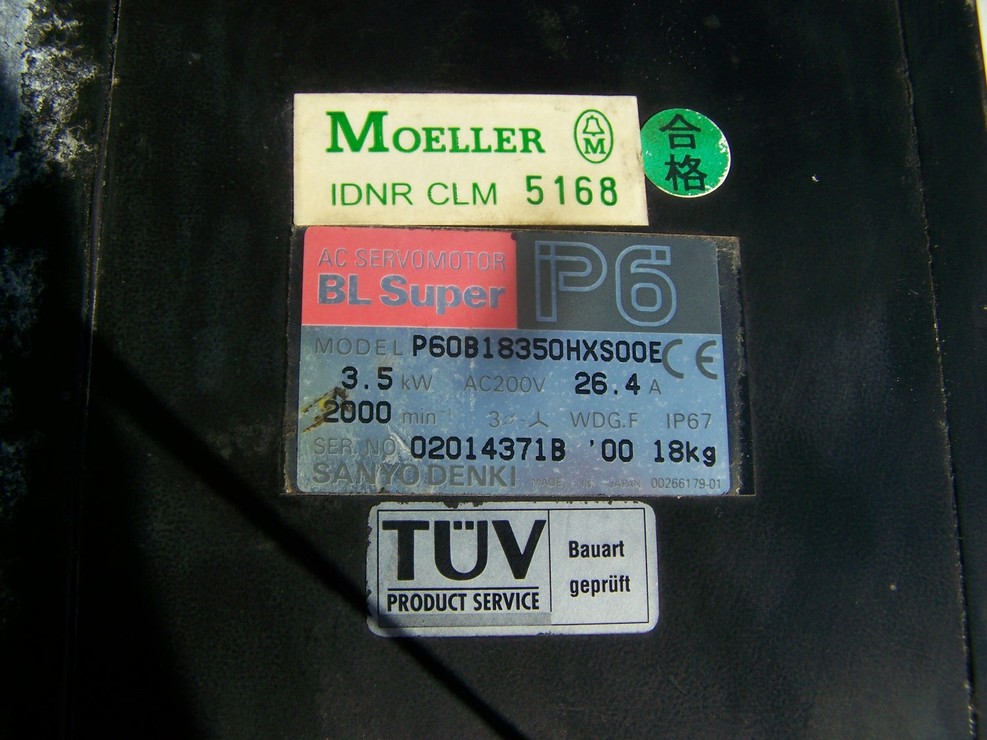 MOELLER
M
IDNR CLM 5168
合格
AC SERVOMOTOR
BL Super
P6
MODEL P60B18350HXS00E CE
3.5 kW AC200V 26.4 A
2000 min⁻¹ 3~ WDG.F IP67
SER. NO. 02014371B '00 18kg
SANYO DENKI MADE IN JAPAN 00266179-01
TÜV
PRODUCT SERVICE
Bauart
geprüft